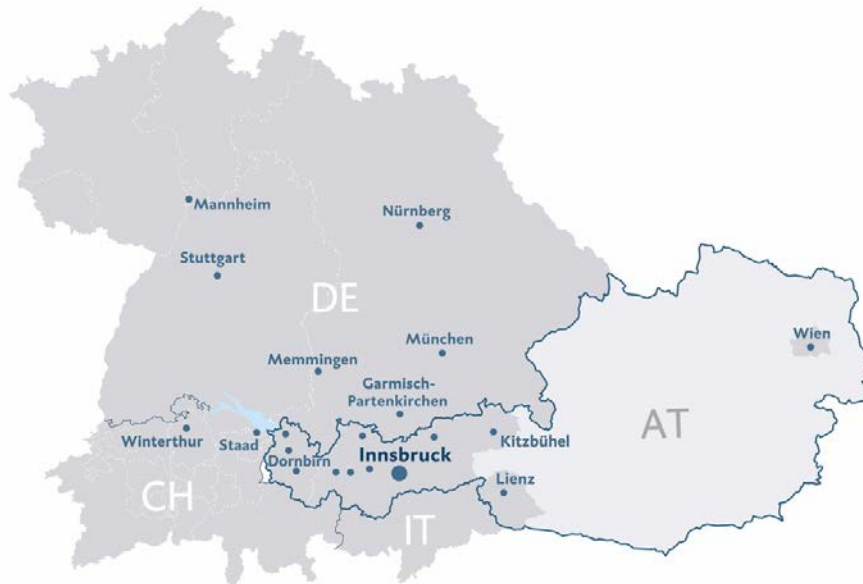 Mannheim
Nürnberg
Stuttgart
DE
Wien
München
Memmingen
Garmisch-
Partenkirchen
AT
Winterthur
Staad
Kitzbühel
Innsbruck
Dornbirn
Lienz
CH
IT